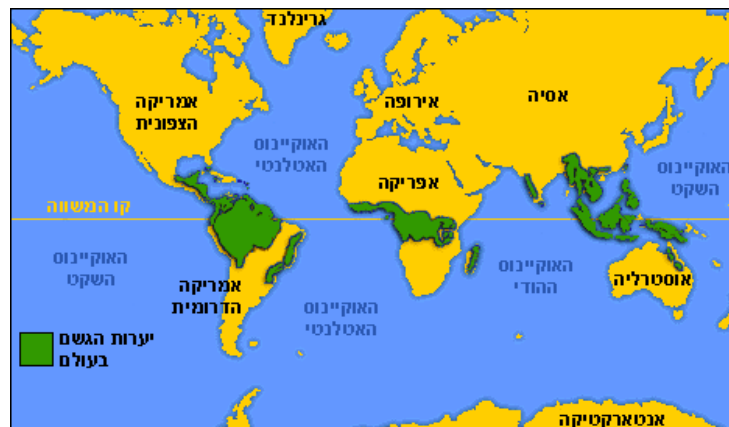 גרינלנד
אמריקה
הצפונית
אירופה
אסיה
האוקיינוס
האטלנטי
האוקיינוס
השקט
אפריקה
קו המשווה
האוקיינוס
השקט
אמריקה
הדרומית
האוקיינוס
האטלנטי
האוקיינוס
ההודי
אוסטרליה
יערות הגשם
בעולם
אנטארקטיקה